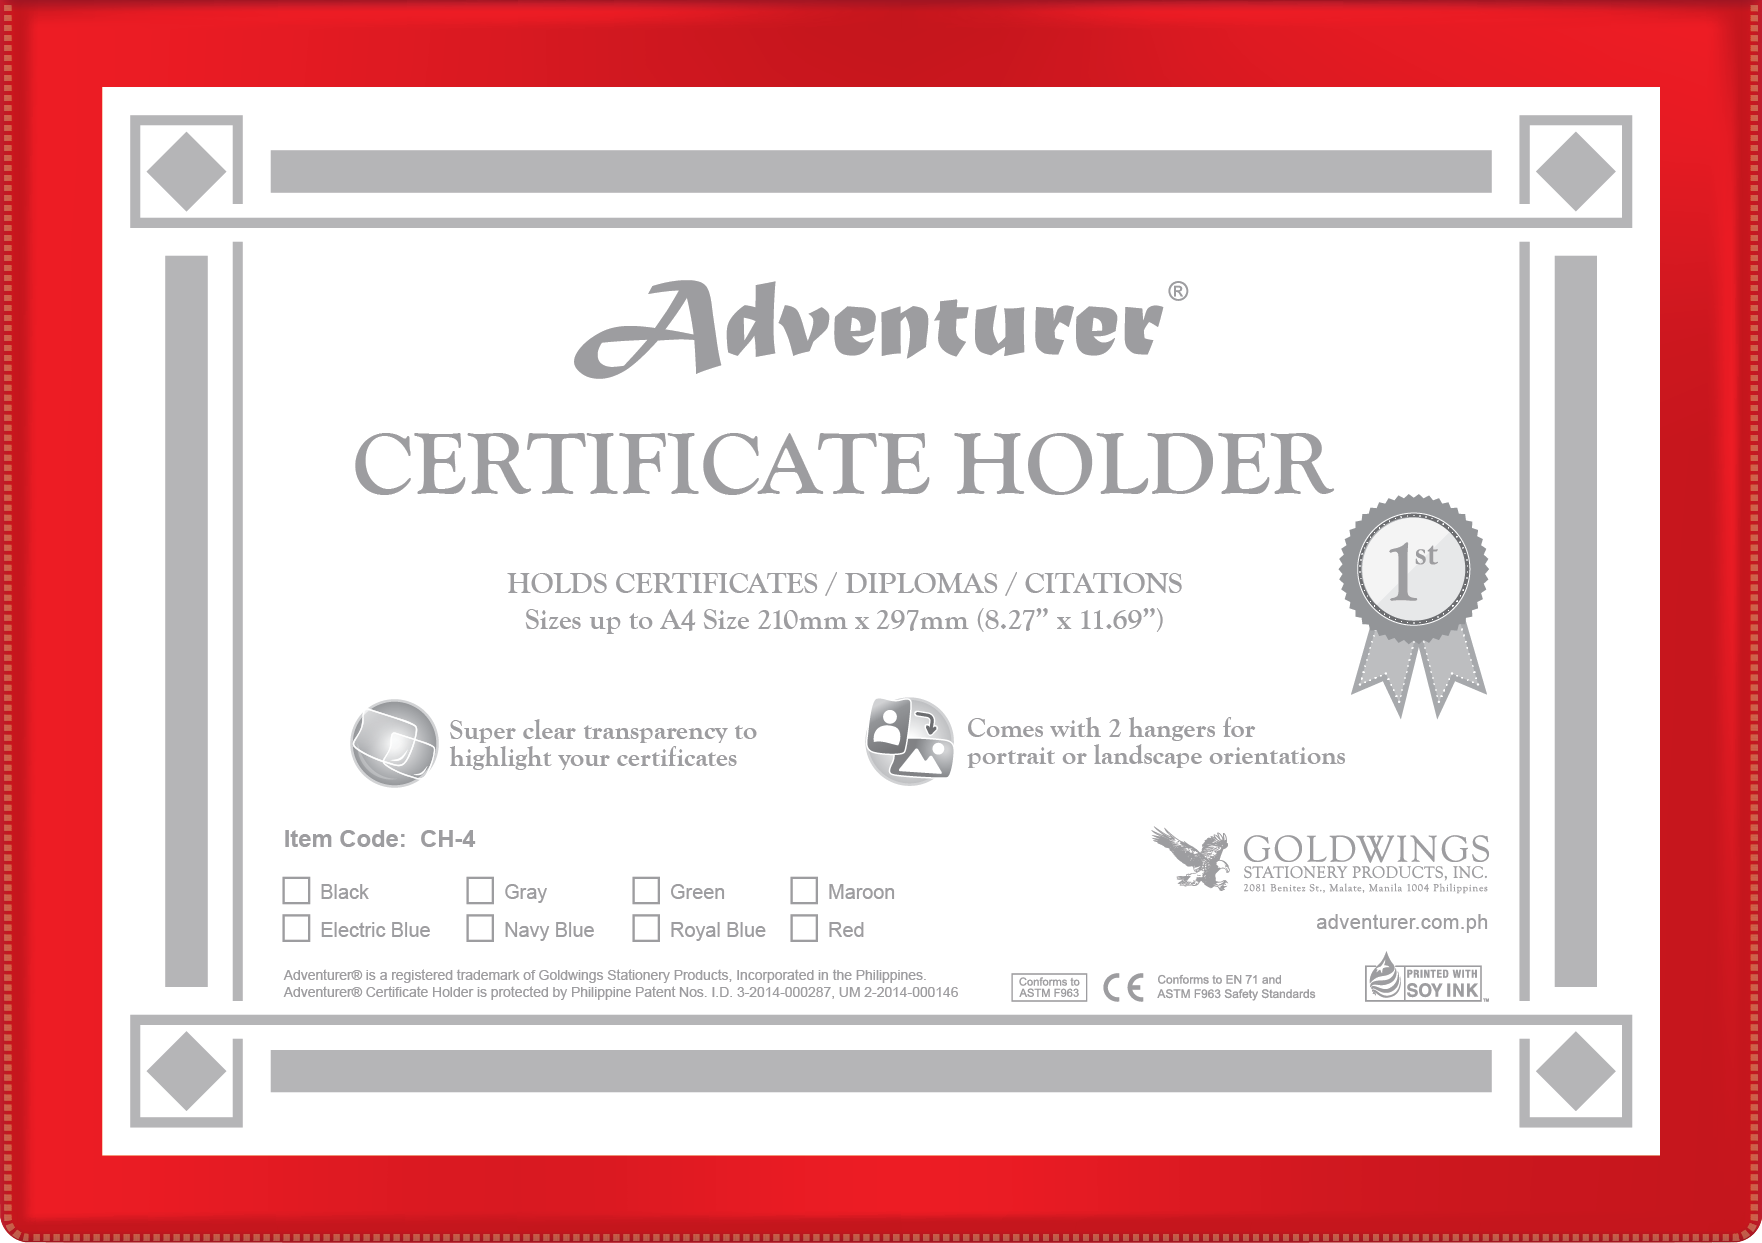 Adventurer®
CERTIFICATE HOLDER
1st
HOLDS CERTIFICATES / DIPLOMAS / CITATIONS
Sizes up to A4 Size 210mm x 297mm (8.27” x 11.69”)
Super clear transparency to
highlight your certificates
Comes with 2 hangers for
portrait or landscape orientations
Item Code: CH-4
Black Gray Green Maroon
Electric Blue Navy Blue Royal Blue Red
GOLDWINGS
STATIONERY PRODUCTS, INC.
2081 Benitez St., Malate, Manila 1004 Philippines
adventurer.com.ph
Adventurer® is a registered trademark of Goldwings Stationery Products, Incorporated in the Philippines.
Adventurer® Certificate Holder is protected by Philippine Patent Nos. I.D. 3-2014-000287, UM 2-2014-000146
Conforms to
ASTM F963
CE
Conforms to EN 71 and
ASTM F963 Safety Standards
PRINTED WITH
SOY INK™